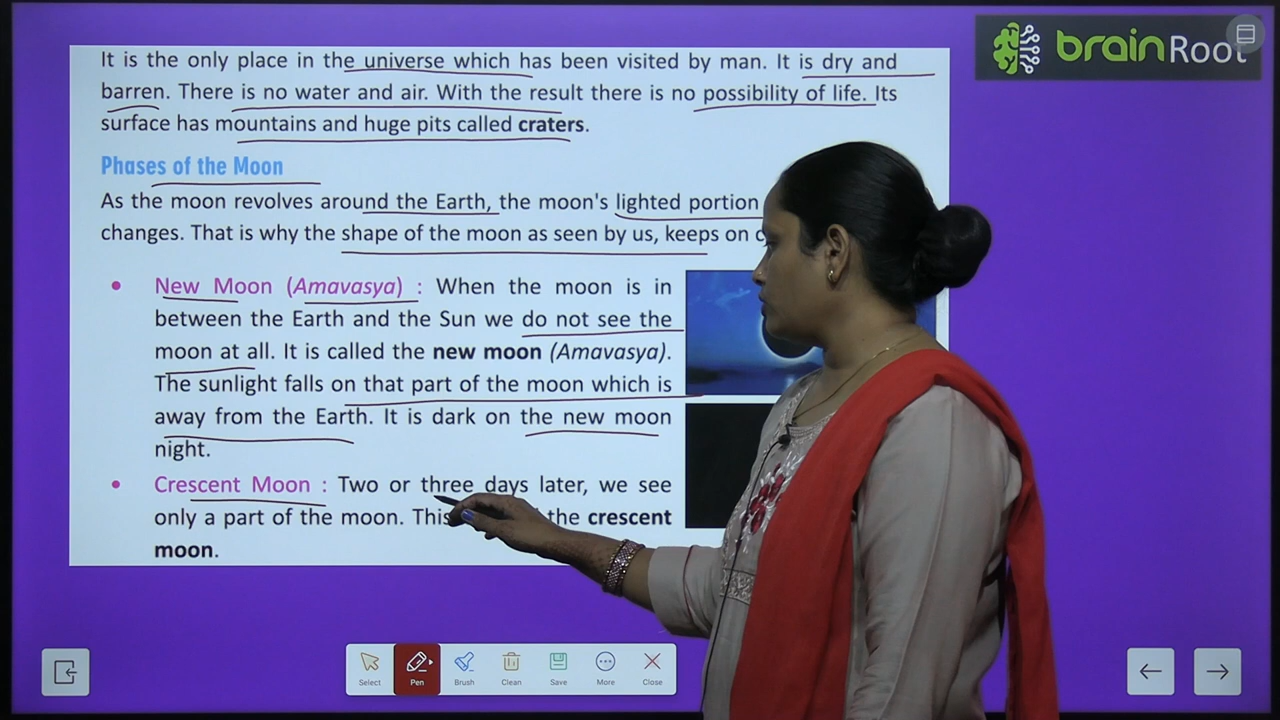 brainRoot
It is the only place in the universe which has been visited by man. It is dry and
barren. There is no water and air. With the result there is no possibility of life. Its
surface has mountains and huge pits called craters.
Phases of the Moon
As the moon revolves around the Earth, the moon's lighted portion
changes. That is why the shape of the moon as seen by us, keeps on
New Moon (Amavasya) : When the moon is in
between the Earth and the Sun we do not see the
moon at all. It is called the new moon (Amavasya).
The sunlight falls on that part of the moon which is
away from the Earth. It is dark on the new moon
night.
Crescent Moon : Two or three days later, we see
only a part of the moon. This the crescent
moon.
Select Pen Brush Clean Save More Close